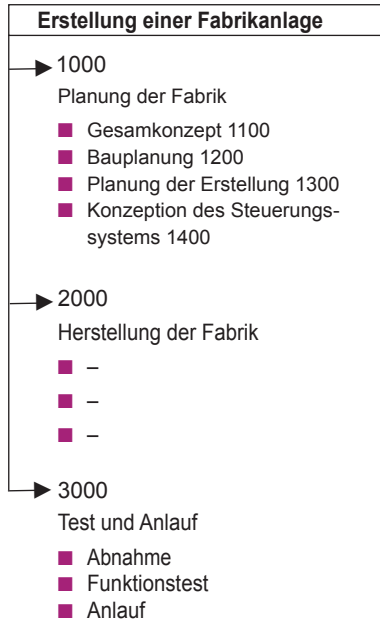 Erstellung einer Fabrikanlage
1000
Planung der Fabrik
Gesamkonzept 1100
Bauplanung 1200
Planung der Erstellung 1300
Konzeption des Steuerungs-
systems 1400
2000
Herstellung der Fabrik
–
–
–
3000
Test und Anlauf
Abnahme
Funktionstest
Anlauf